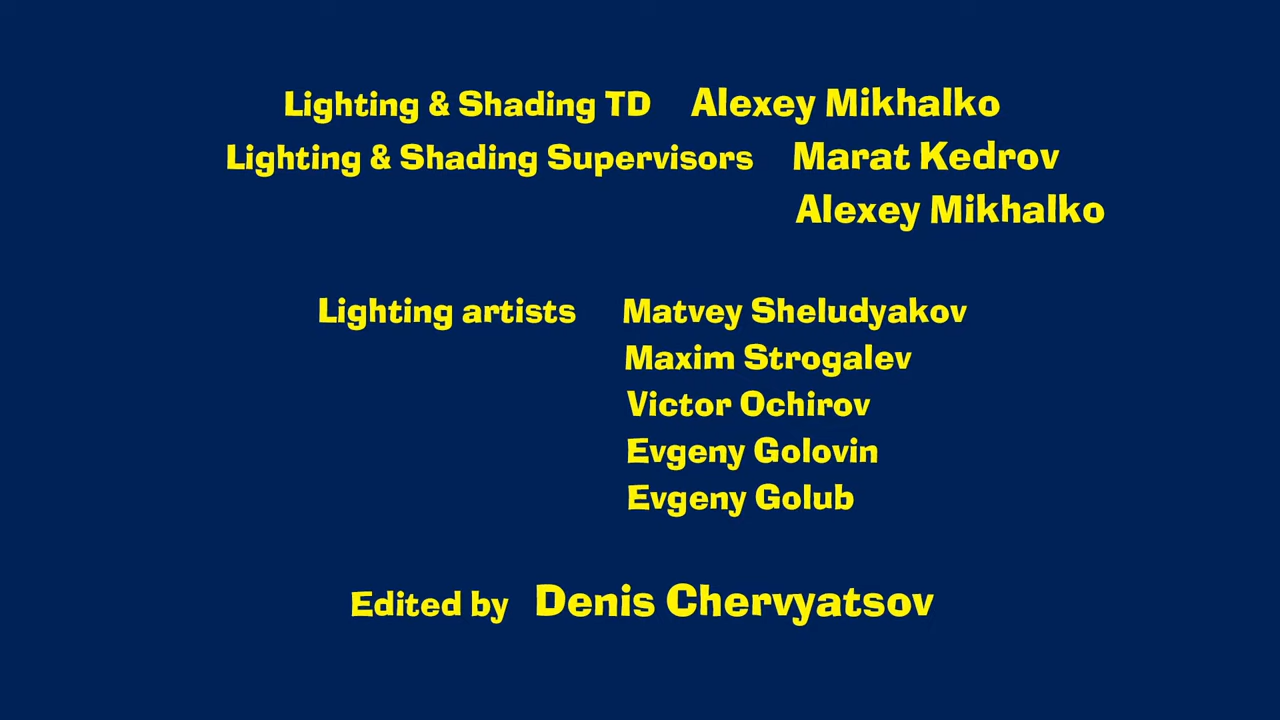 Lighting & Shading TD Alexey Mikhalko
Lighting & Shading Supervisors Marat Kedrov
Alexey Mikhalko
Lighting artists Matvey Sheludyakov
Maxim Strogalev
Victor Ochirov
Evgeny Golovin
Evgeny Golub
Edited by Denis Chervyatsov